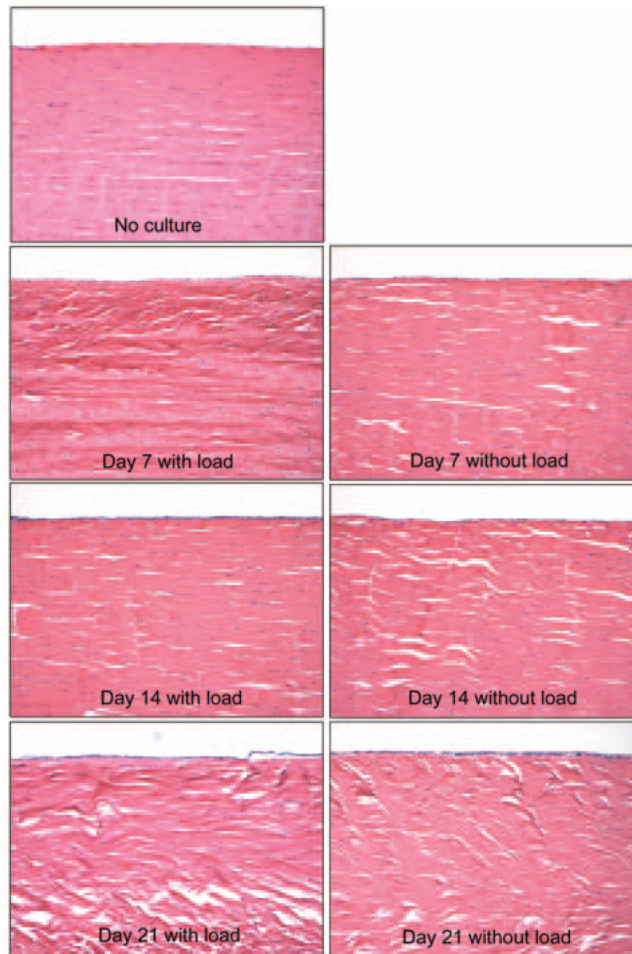 No culture
Day 7 with load
Day 7 without load
Day 14 with load
Day 14 without load
Day 21 with load
Day 21 without load